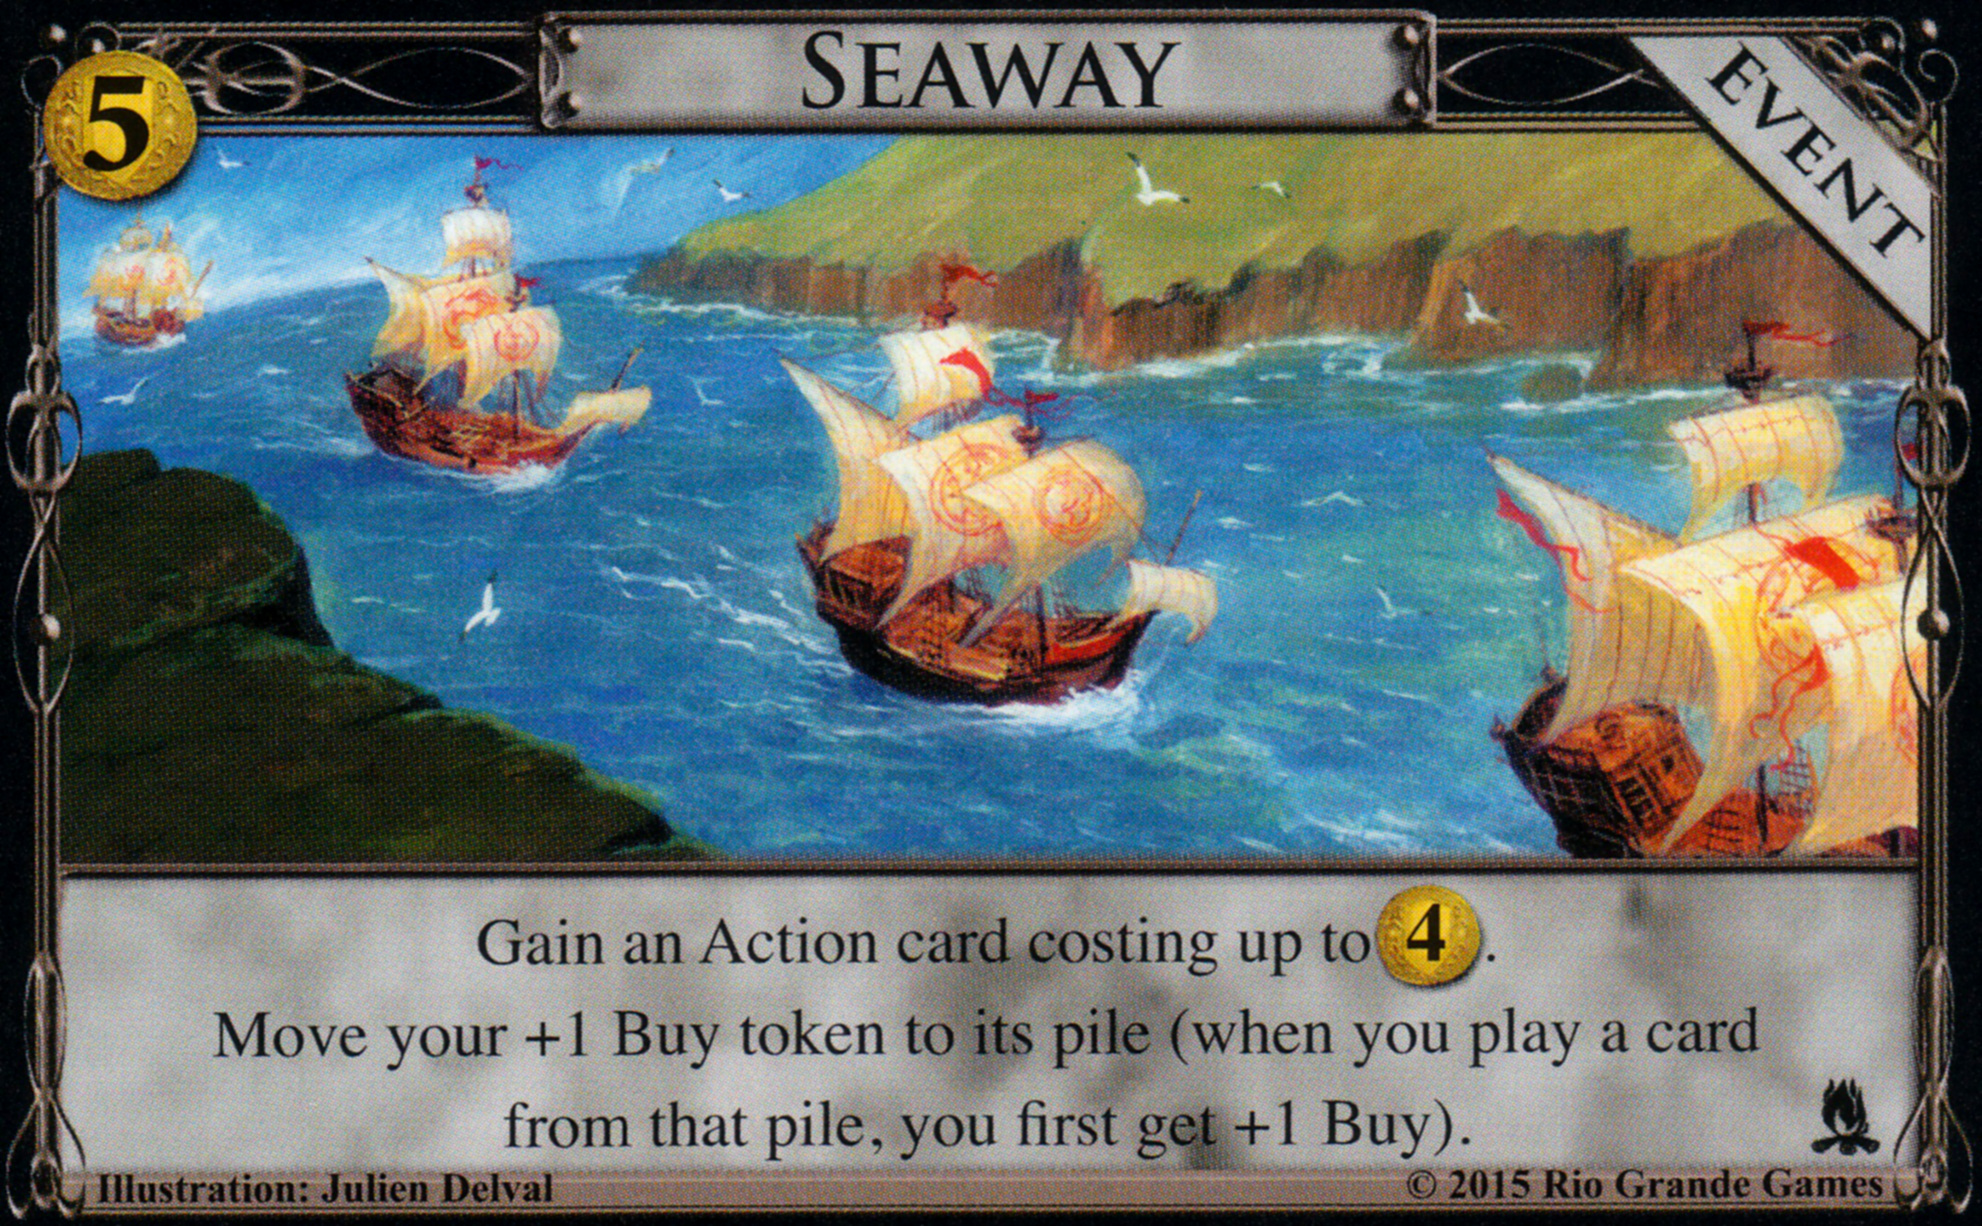 5
SEAWAY
EVENT
Gain an Action card costing up to 4.
Move your +1 Buy token to its pile (when you play a card
from that pile, you first get +1 Buy).
Illustration: Julien Delval
© 2015 Rio Grande Games